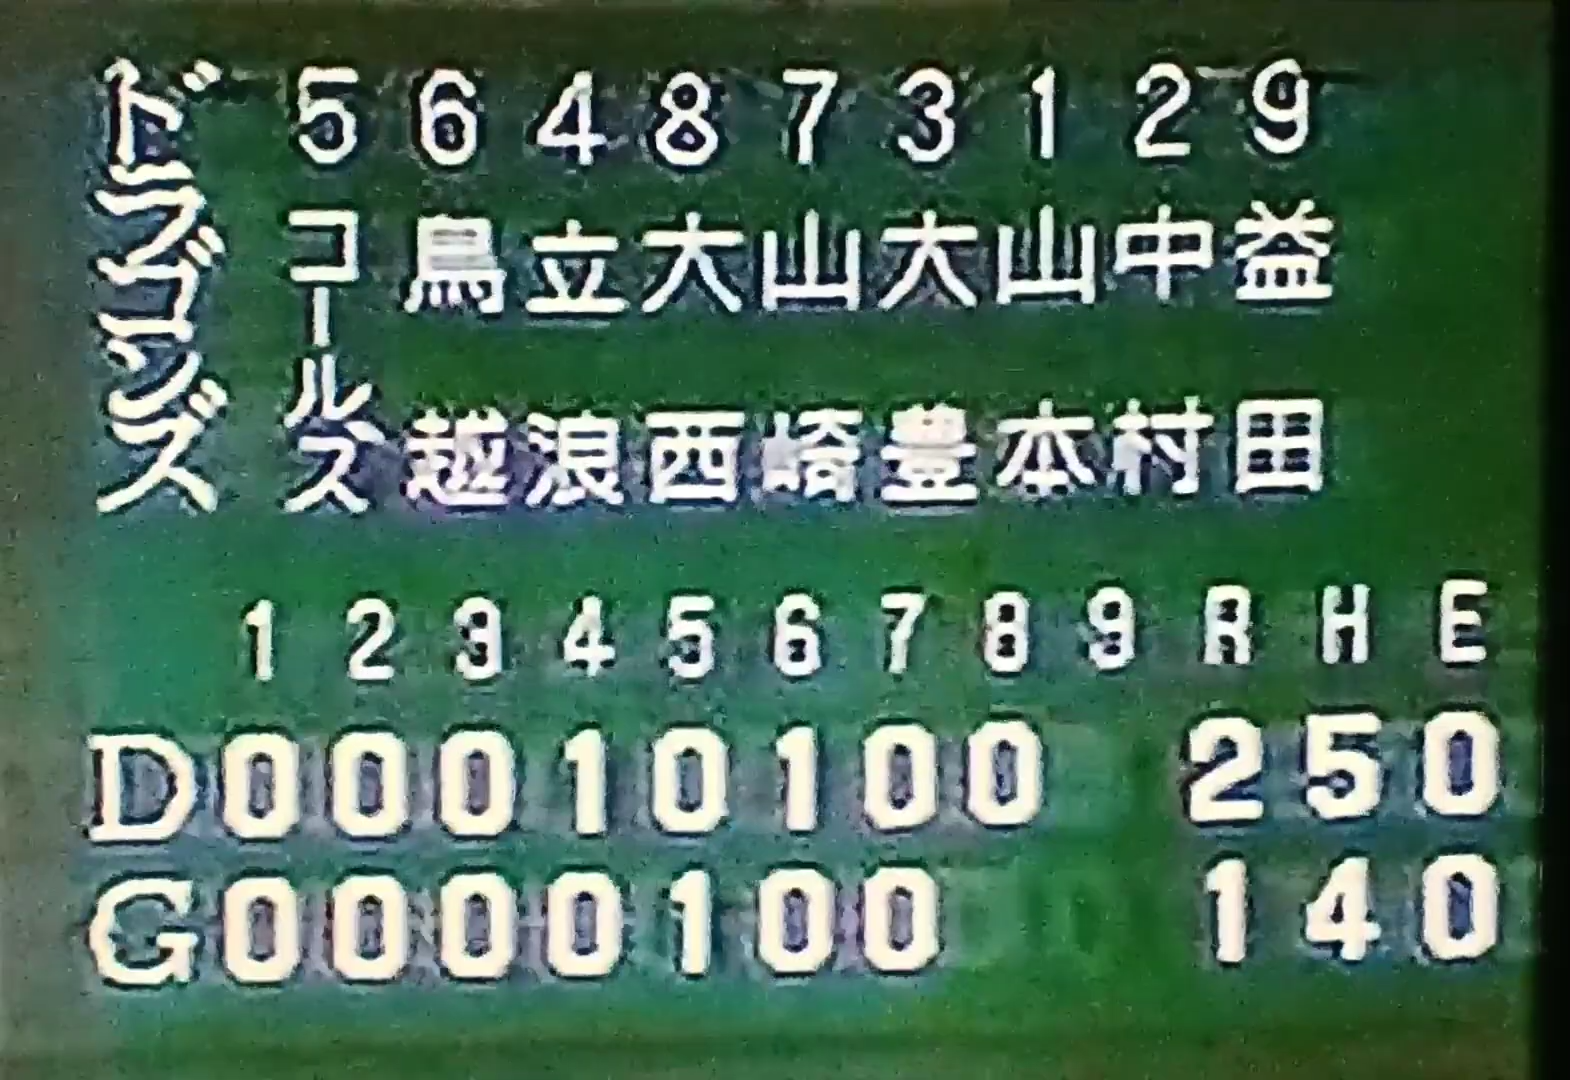 ドラゴンズ
5 6 4 8 7 3 1 2 9
コールス
鳥越
立浪
大西
山崎
大豊
山本
中村
益田
1 2 3 4 5 6 7 8 9 R H E
D 0 0 0 1 0 1 0 0 2 5 0
G 0 0 0 0 1 0 0 1 4 0